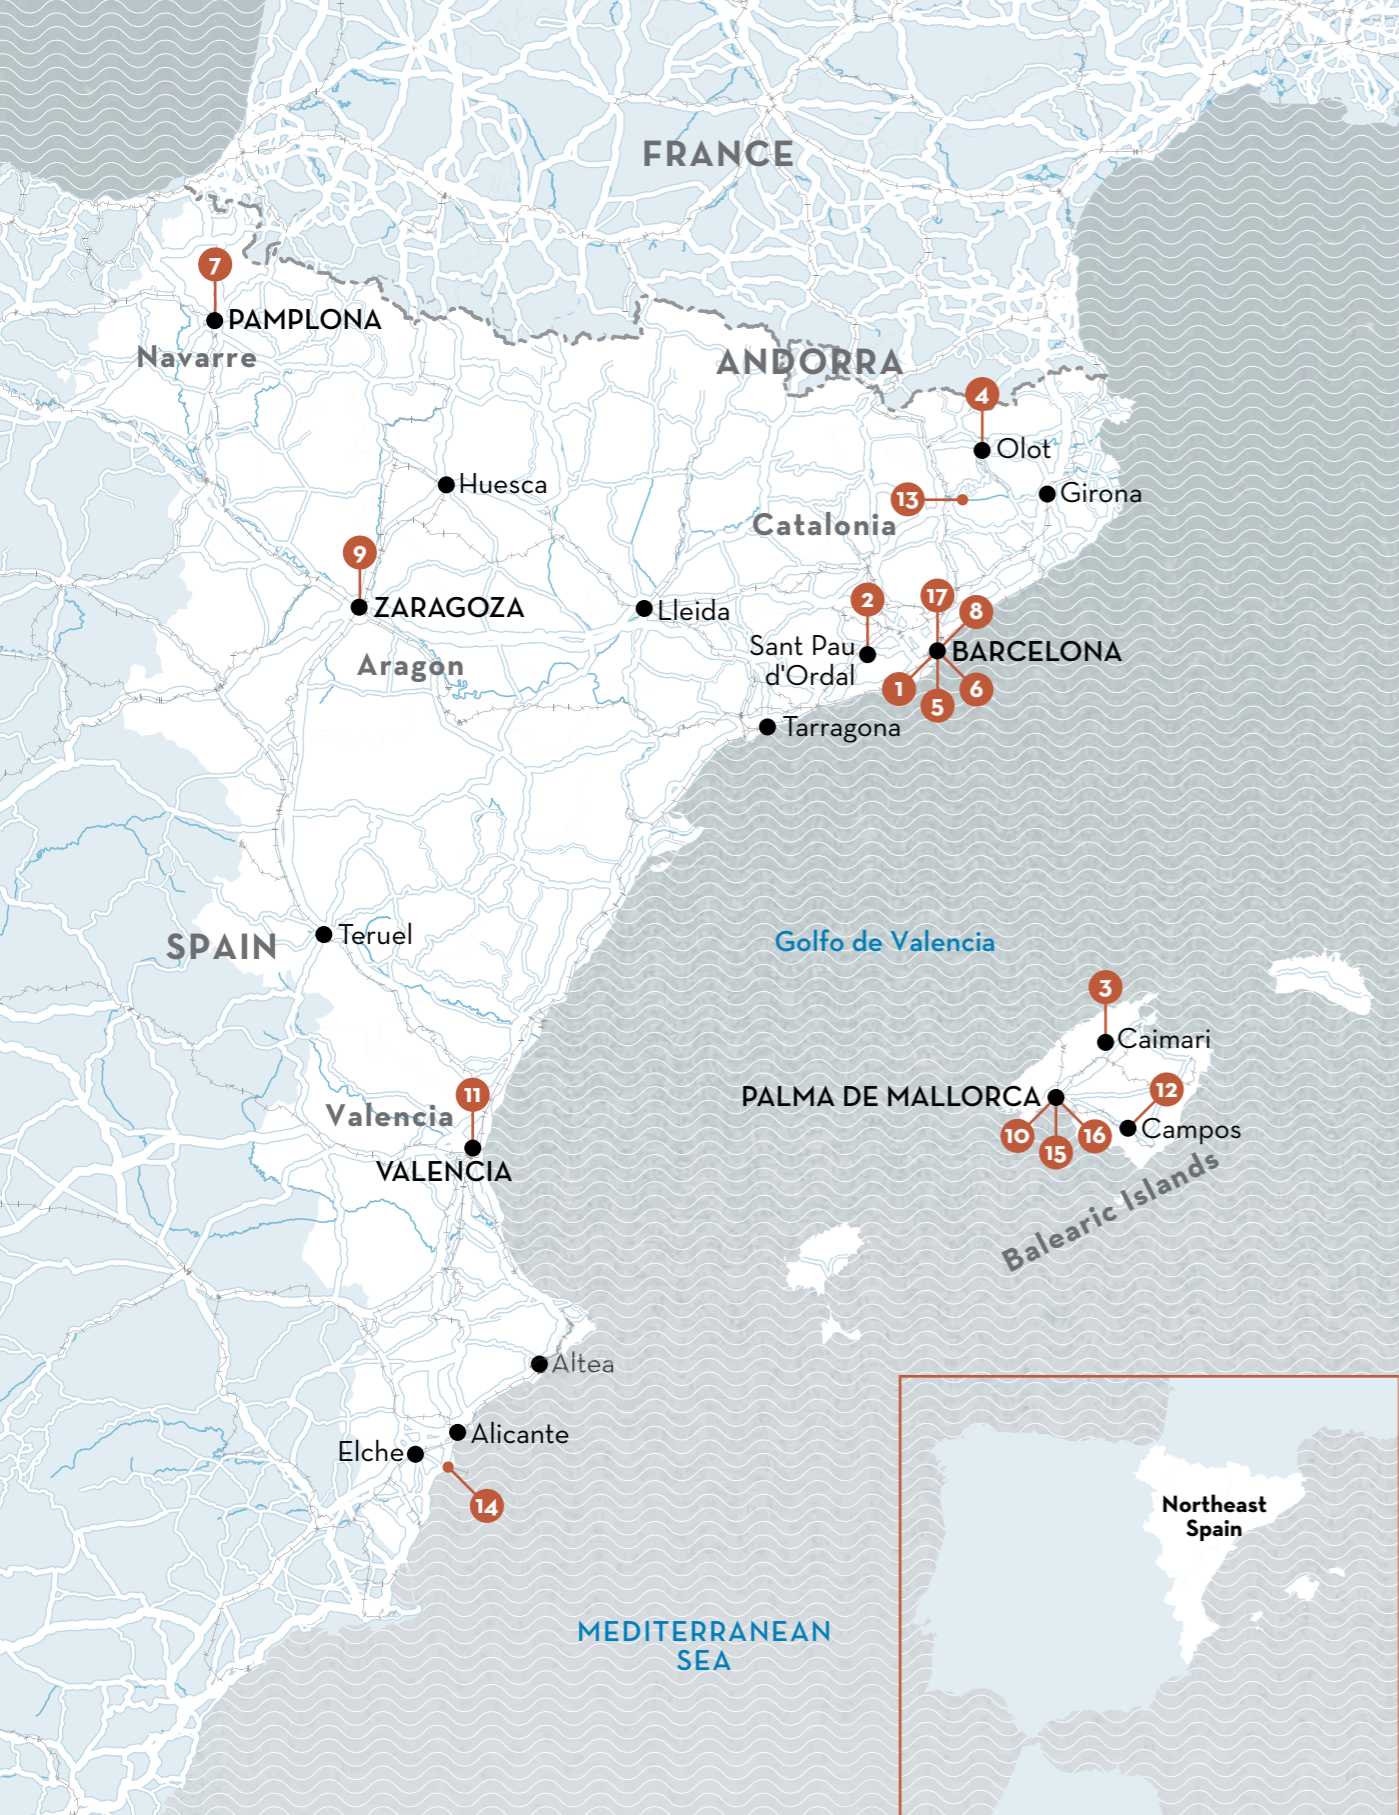 FRANCE
7
PAMPLONA
Navarre
ANDORRA
4
Olot
Huesca
13
Girona
Catalonia
9
ZARAGOZA
2
17
8
Lleida
Sant Pau
d'Ordal
BARCELONA
Aragon
1
5
6
Tarragona
SPAIN
Teruel
Golfo de Valencia
3
Caimari
11
Valencia
VALENCIA
PALMA DE MALLORCA
12
10
15
16
Campos
Balearic Islands
Altea
Alicante
Elche
14
Northeast
Spain
MEDITERRANEAN
SEA